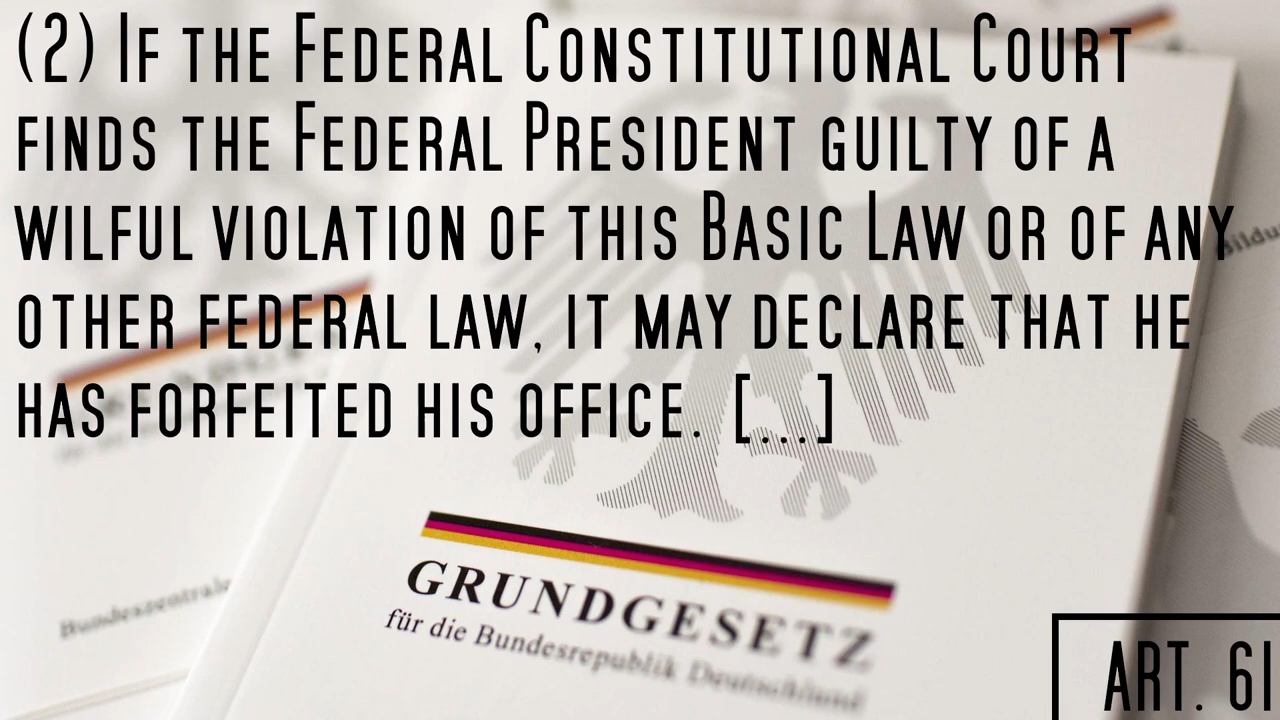 (2) If the Federal Constitutional Court
finds the Federal President guilty of a
wilful violation of this Basic Law or of any
other federal law, it may declare that he
has forfeited his office. [...]
Bildu
Bundeszentrale
GRUNDGESETZ
für die Bundesrepublik Deutschland
Art. 61